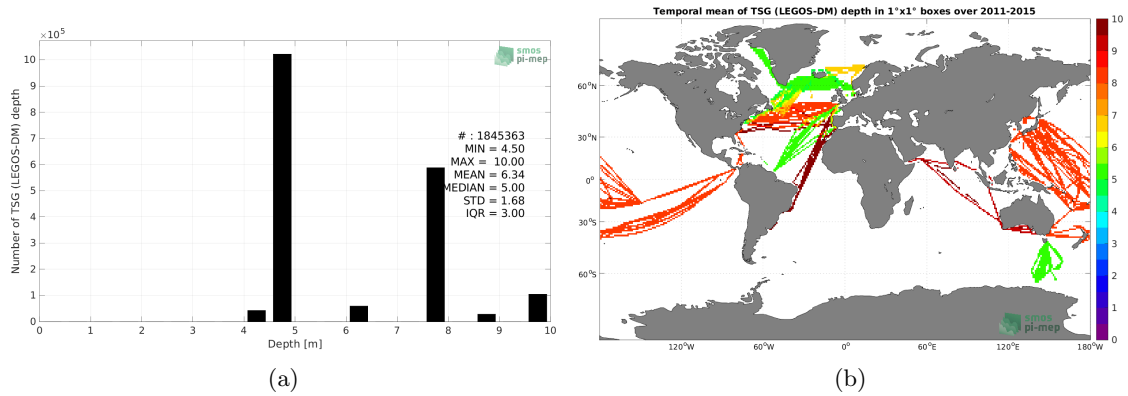 ×10⁵
smos
pi-mep
10
9
8
7
6
5
4
3
2
1
0
Number of TSG (LEGOS-DM) depth
# : 1845363
MIN = 4.50
MAX = 10.00
MEAN = 6.34
MEDIAN = 5.00
STD = 1.68
IQR = 3.00
0 1 2 3 4 5 6 7 8 9 10
Depth [m]
(a)
Temporal mean of TSG (LEGOS-DM) depth in 1°x1° boxes over 2011-2015
60°N
30°N
0°
30°S
60°S
120°W 60°W 0° 60°E 120°E 180°W
smos
pi-mep
10
9
8
7
6
5
4
3
2
1
0
(b)